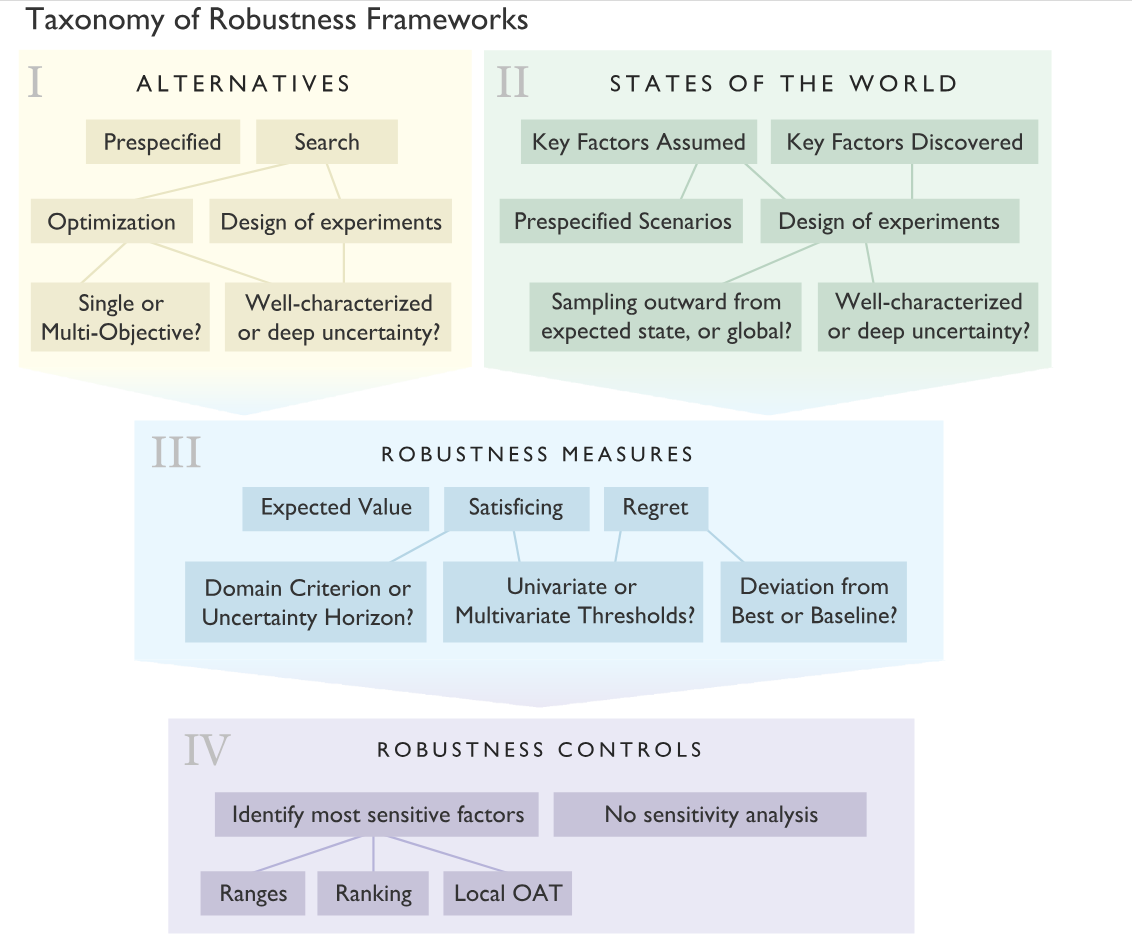 Taxonomy of Robustness Frameworks
I
ALTERNATIVES
Prespecified
Search
Optimization
Design of experiments
Single or
Multi-Objective?
Well-characterized
or deep uncertainty?
II
STATES OF THE WORLD
Key Factors Assumed
Key Factors Discovered
Prespecified Scenarios
Design of experiments
Sampling outward from
expected state, or global?
Well-characterized
or deep uncertainty?
III
ROBUSTNESS MEASURES
Expected Value
Satisficing
Regret
Domain Criterion or
Uncertainty Horizon?
Univariate or
Multivariate Thresholds?
Deviation from
Best or Baseline?
IV
ROBUSTNESS CONTROLS
Identify most sensitive factors
No sensitivity analysis
Ranges
Ranking
Local OAT